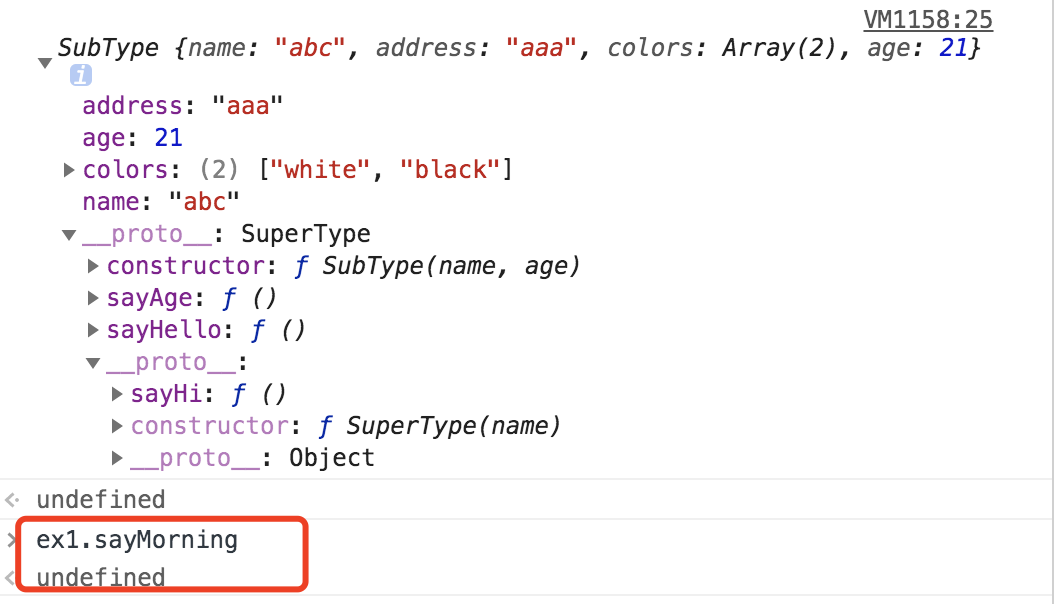 VM1158:25
SubType {name: "abc", address: "aaa", colors: Array(2), age: 21}
i
address: "aaa"
age: 21
colors: (2) ["white", "black"]
name: "abc"
__proto__: SuperType
constructor: ƒ SubType(name, age)
sayAge: ƒ ()
sayHello: ƒ ()
__proto__:
sayHi: ƒ ()
constructor: ƒ SuperType(name)
__proto__: Object
undefined
ex1.sayMorning
undefined